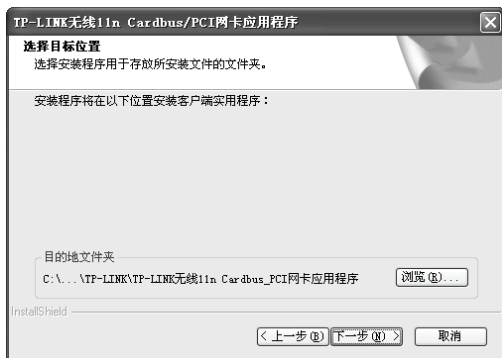 TP-LINK无线11n Cardbus/PCI网卡应用程序
选择目标位置
选择安装程序用于存放所安装文件的文件夹。
安装程序将在以下位置安装客户端实用程序：
目的地文件夹
C:\...\TP-LINK\TP-LINK无线11n Cardbus_PCI网卡应用程序
浏览(R)...
InstallShield
< 上一步(B)
下一步(N) >
取消